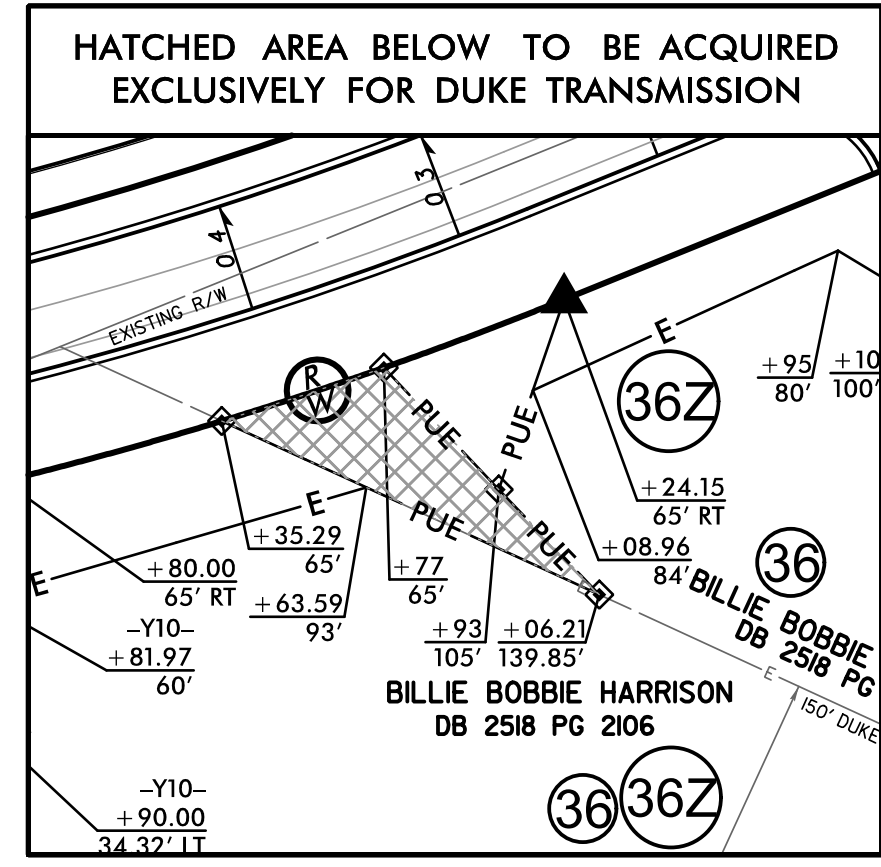 HATCHED AREA BELOW TO BE ACQUIRED
EXCLUSIVELY FOR DUKE TRANSMISSION
0.3
0.4
EXISTING R/W
R
W
E
+95
80'
+10
100'
36Z
PUE
PUE
+24.15
65' RT
E
PUE
+35.29
65'
PUE
+08.96
84'
36
E
+80.00
65' RT
+77
65'
+63.59
93'
E
BILLIE BOBBIE
DB 2518 PG
-Y10-
+81.97
60'
+93
105'
+06.21
139.85'
E
150' DUKE
BILLIE BOBBIE HARRISON
DB 2518 PG 2106
-Y10-
+90.00
34.32' LT
36
36Z